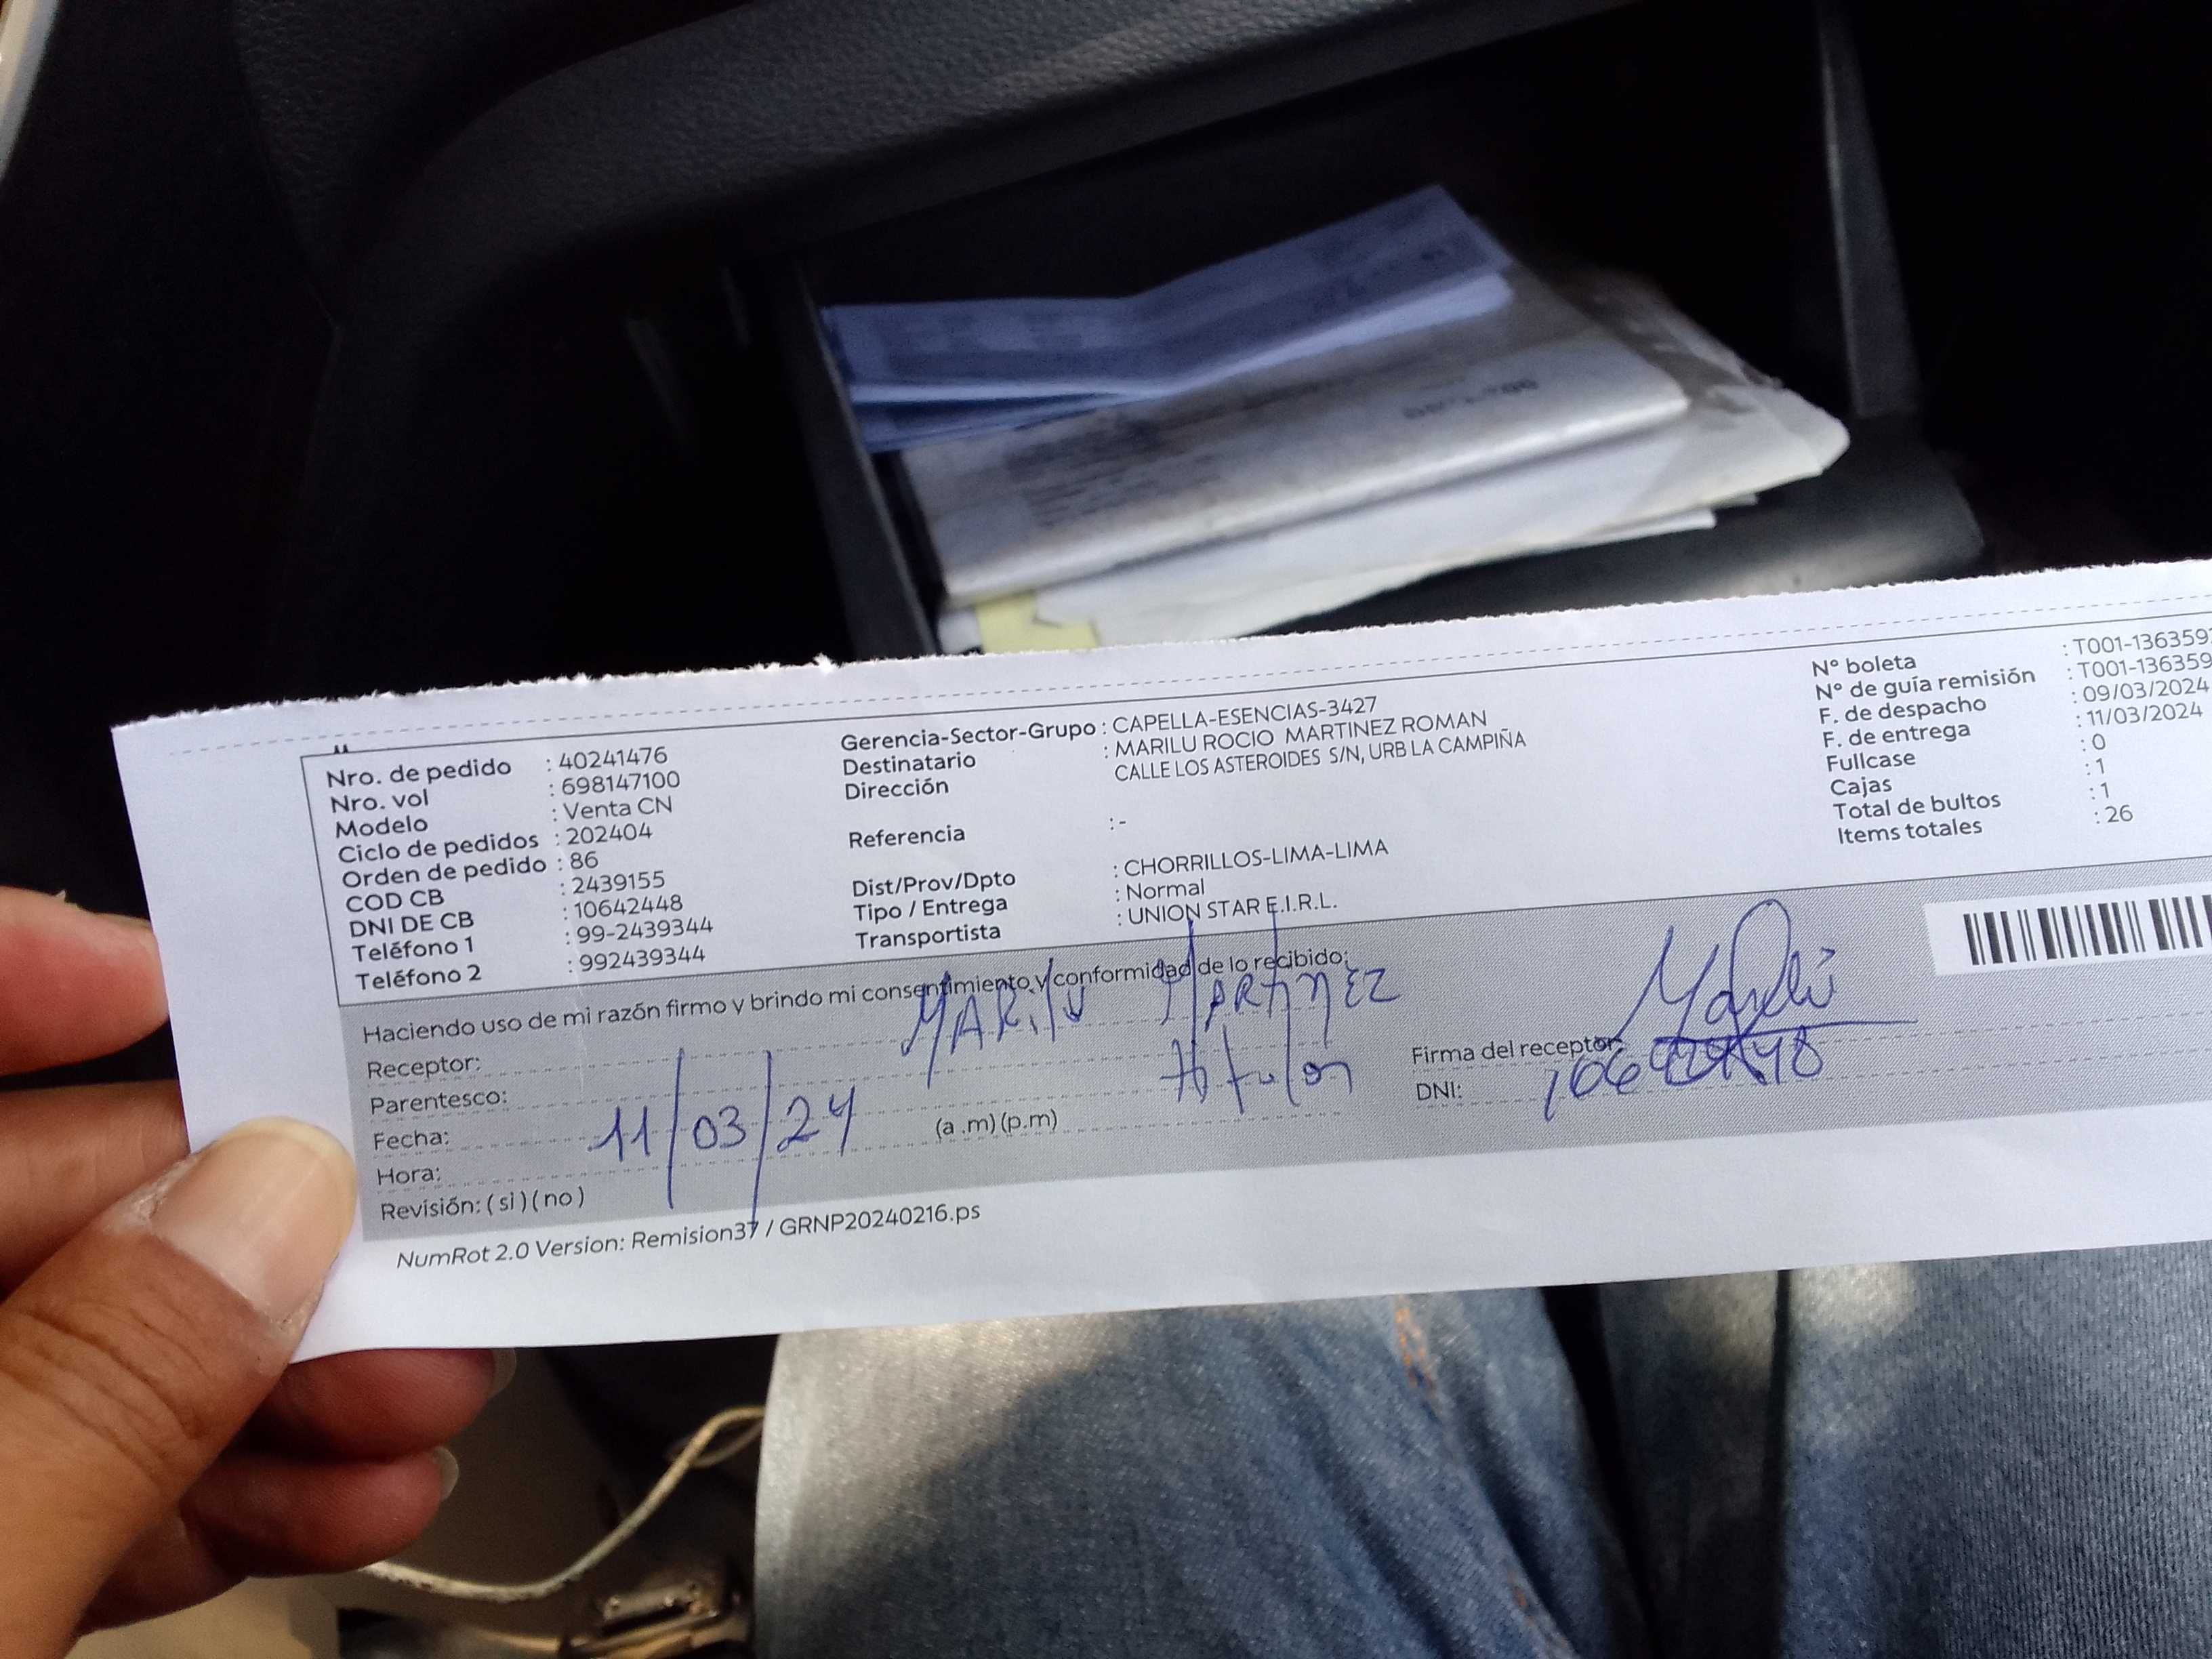 Nro. de pedido : 40241476
Nro. vol : 698147100
Modelo : Venta CN
Ciclo de pedidos : 202404
Orden de pedido : 86
COD CB : 2439155
DNI DE CB : 10642448
Teléfono 1 : 99-2439344
Teléfono 2 : 992439344
Gerencia-Sector-Grupo : CAPELLA-ESENCIAS-3427
Destinatario : MARILU ROCIO MARTINEZ ROMAN
Dirección CALLE LOS ASTEROIDES S/N, URB LA CAMPIÑA
Referencia : -
Dist/Prov/Dpto : CHORRILLOS-LIMA-LIMA
Tipo / Entrega : Normal
Transportista : UNION STAR E.I.R.L.
N° boleta : T001-136359
N° de guía remisión : T001-136359
F. de despacho : 09/03/2024
F. de entrega : 11/03/2024
Fullcase : 0
Cajas : 1
Total de bultos : 1
Items totales : 26
Haciendo uso de mi razón firmo y brindo mi consentimiento y conformidad de lo recibido:
Receptor: MARILU MARTINEZ
Parentesco:
Fecha: 11/03/24
Hora: (a .m) (p.m)
Revisión: ( sì ) ( no )
Firma del receptor:
DNI:
NumRot 2.0 Version: Remision37 / GRNP20240216.ps